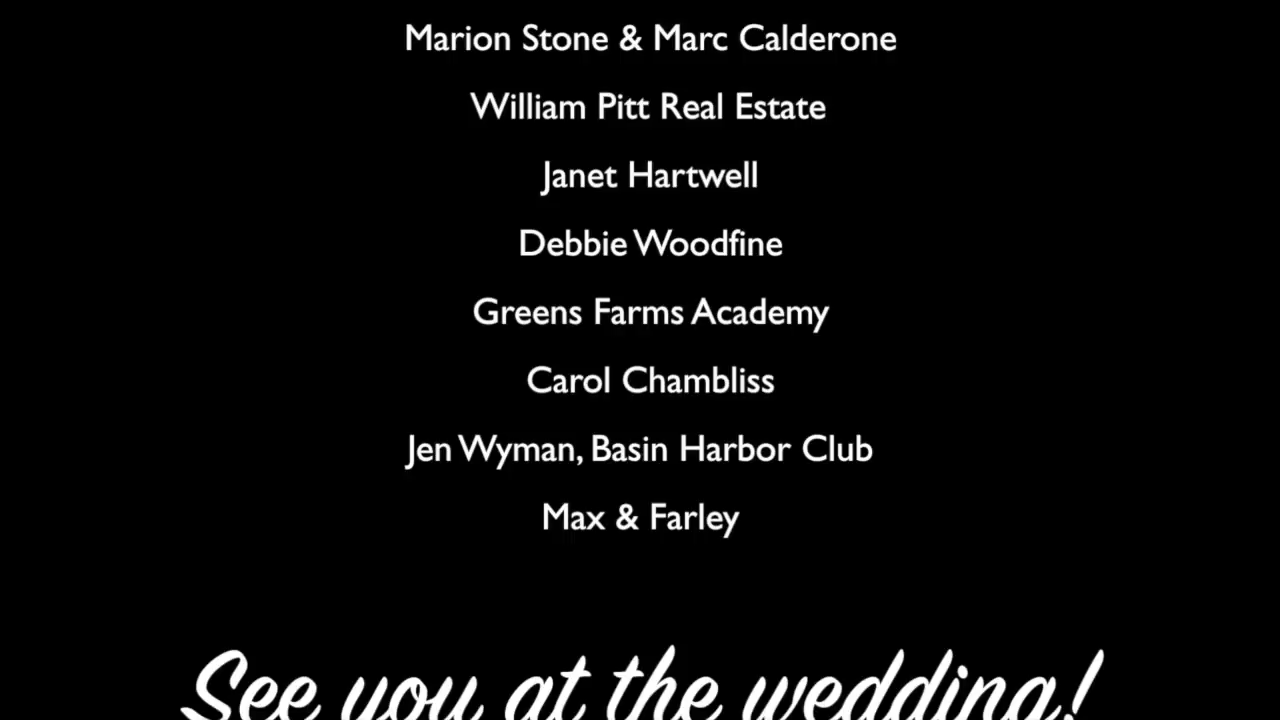 Marion Stone & Marc Calderone
William Pitt Real Estate
Janet Hartwell
Debbie Woodfine
Greens Farms Academy
Carol Chambliss
Jen Wyman, Basin Harbor Club
Max & Farley
See you at the wedding!